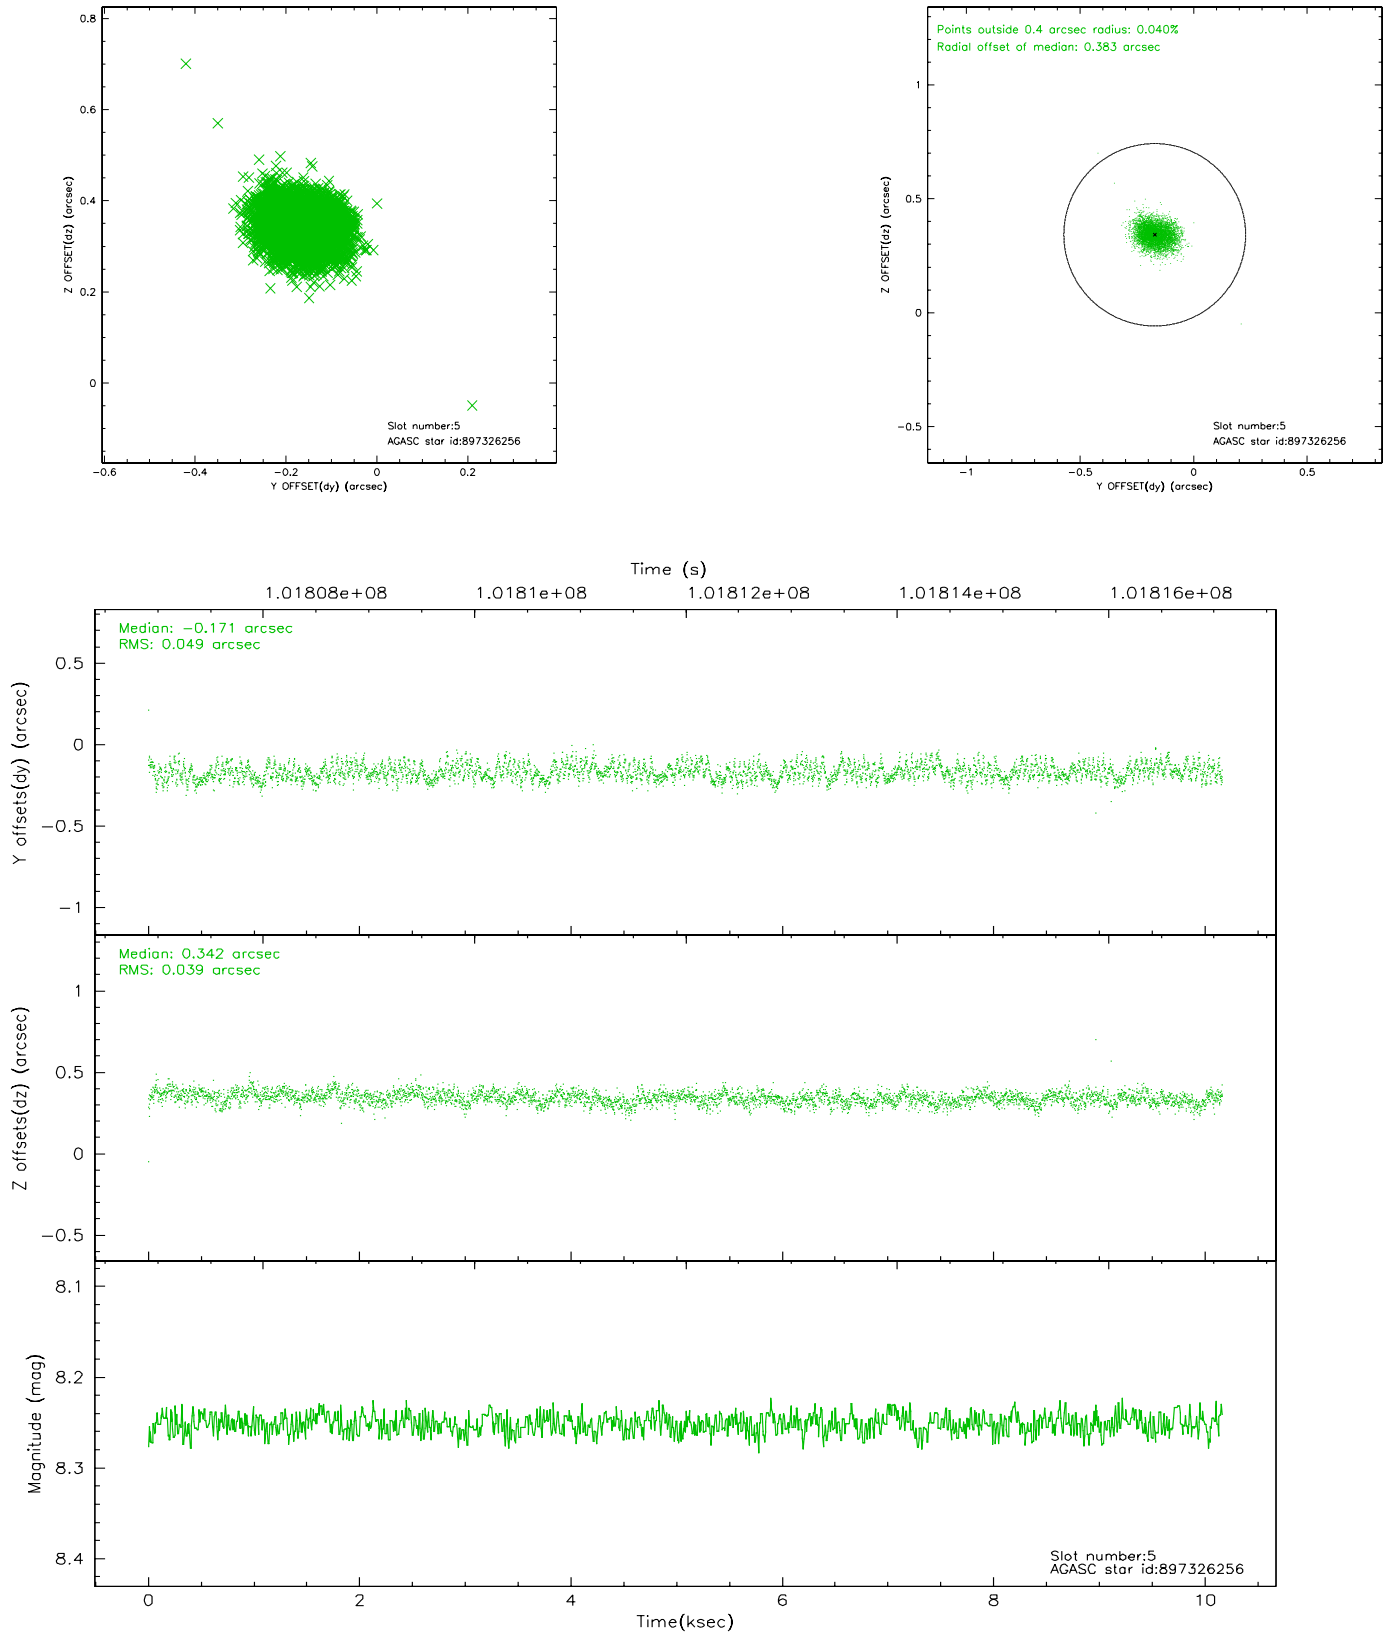 0.8
0.6
0.4
0.2
0
Z OFFSET(dz) (arcsec)
Slot number:5
AGASC star id:897326256
−0.6
−0.4
−0.2
0
0.2
Y OFFSET(dy) (arcsec)
Points outside 0.4 arcsec radius: 0.040%
Radial offset of median: 0.383 arcsec
1
0.5
0
−0.5
Z OFFSET(dz) (arcsec)
Slot number:5
AGASC star id:897326256
−1
−0.5
0
0.5
Y OFFSET(dy) (arcsec)
Time (s)
1.01808e+08
1.0181e+08
1.01812e+08
1.01814e+08
1.01816e+08
Median: −0.171 arcsec
RMS: 0.049 arcsec
0.5
0
−0.5
−1
Y offsets(dy) (arcsec)
Median: 0.342 arcsec
RMS: 0.039 arcsec
1
0.5
0
−0.5
Z offsets(dz) (arcsec)
8.1
8.2
8.3
8.4
Magnitude (mag)
Slot number:5
AGASC star id:897326256
0
2
4
6
8
10
Time(ksec)